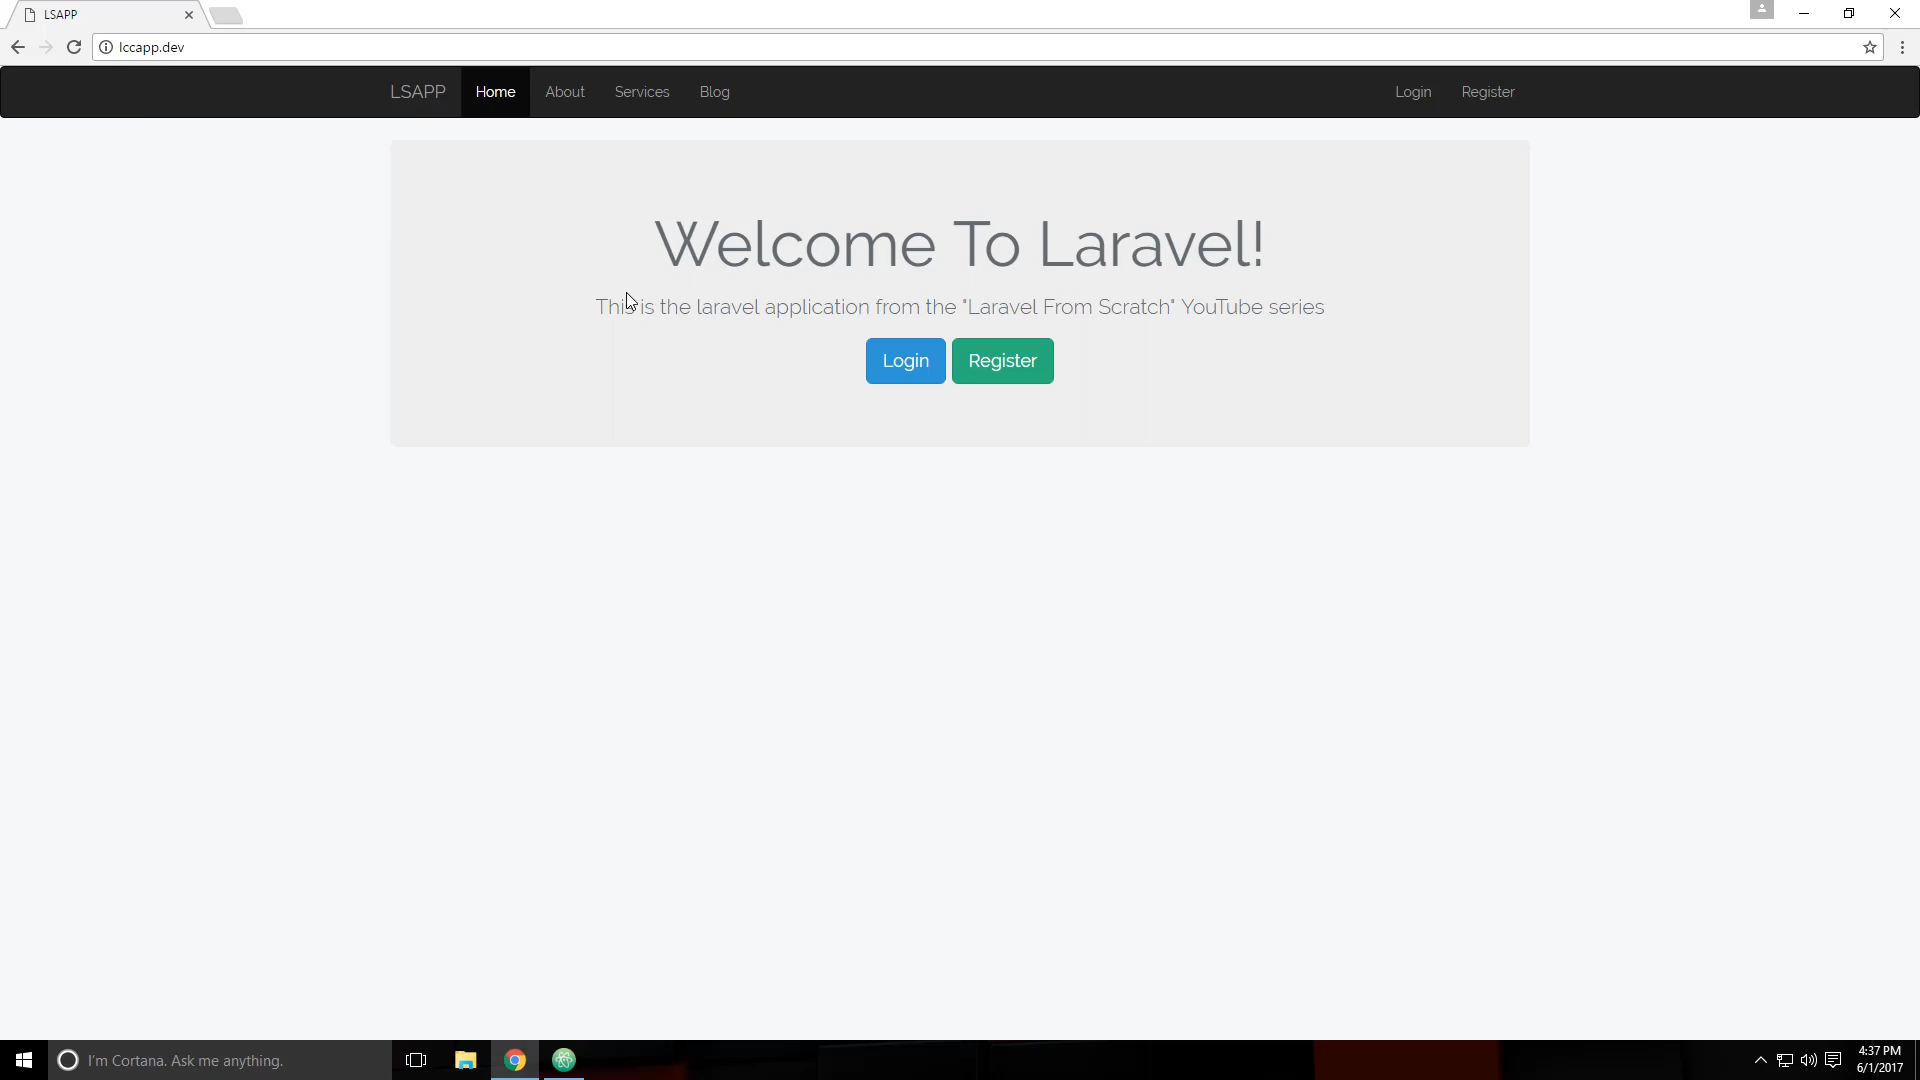 LSAPP
lccapp.dev
LSAPP Home About Services Blog Login Register
Welcome To Laravel!
This is the laravel application from the "Laravel From Scratch" YouTube series
Login Register
I'm Cortana. Ask me anything.
4:37 PM
6/1/2017